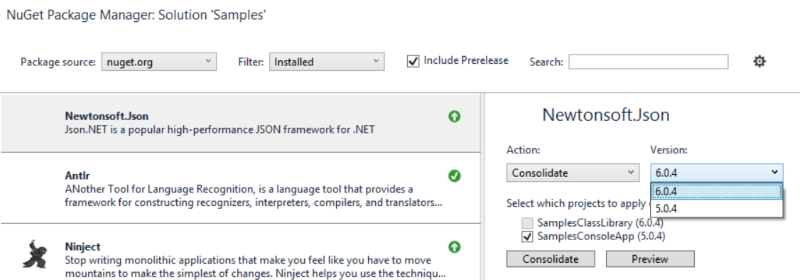 NuGet Package Manager: Solution 'Samples'
Package source: nuget.org Filter: Installed Include Prerelease Search:
Newtonsoft.Json
Json.NET is a popular high-performance JSON framework for .NET
Antlr
ANother Tool for Language Recognition, is a language tool that provides a
framework for constructing recognizers, interpreters, compilers, and translators...
Ninject
Stop writing monolithic applications that make you feel like you have to move
mountains to make the simplest of changes. Ninject helps you use the techniqu...
Newtonsoft.Json
Action: Version:
Consolidate 6.0.4
6.0.4
5.0.4
Select which projects to apply
SamplesClassLibrary (6.0.4)
SamplesConsoleApp (5.0.4)
Consolidate Preview